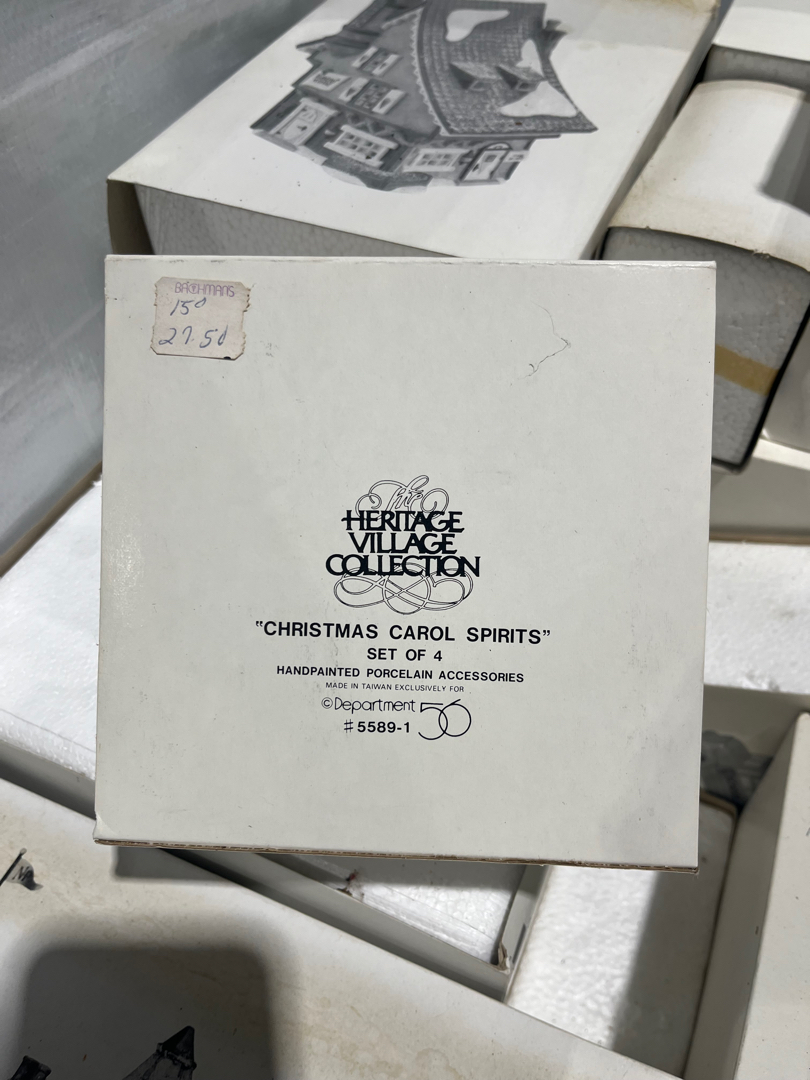 BACHMANS
15⁰
27.50
The
HERITAGE
VILLAGE
COLLECTION
"CHRISTMAS CAROL SPIRITS"
SET OF 4
HANDPAINTED PORCELAIN ACCESSORIES
MADE IN TAIWAN EXCLUSIVELY FOR
©Department 56
#5589-1